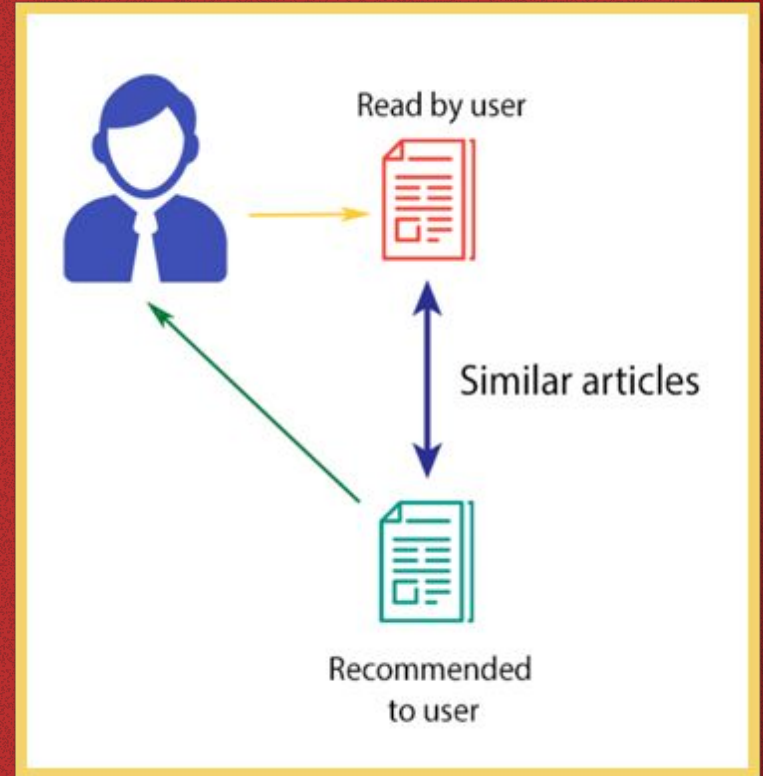 Read by user
Similar articles
Recommended
to user